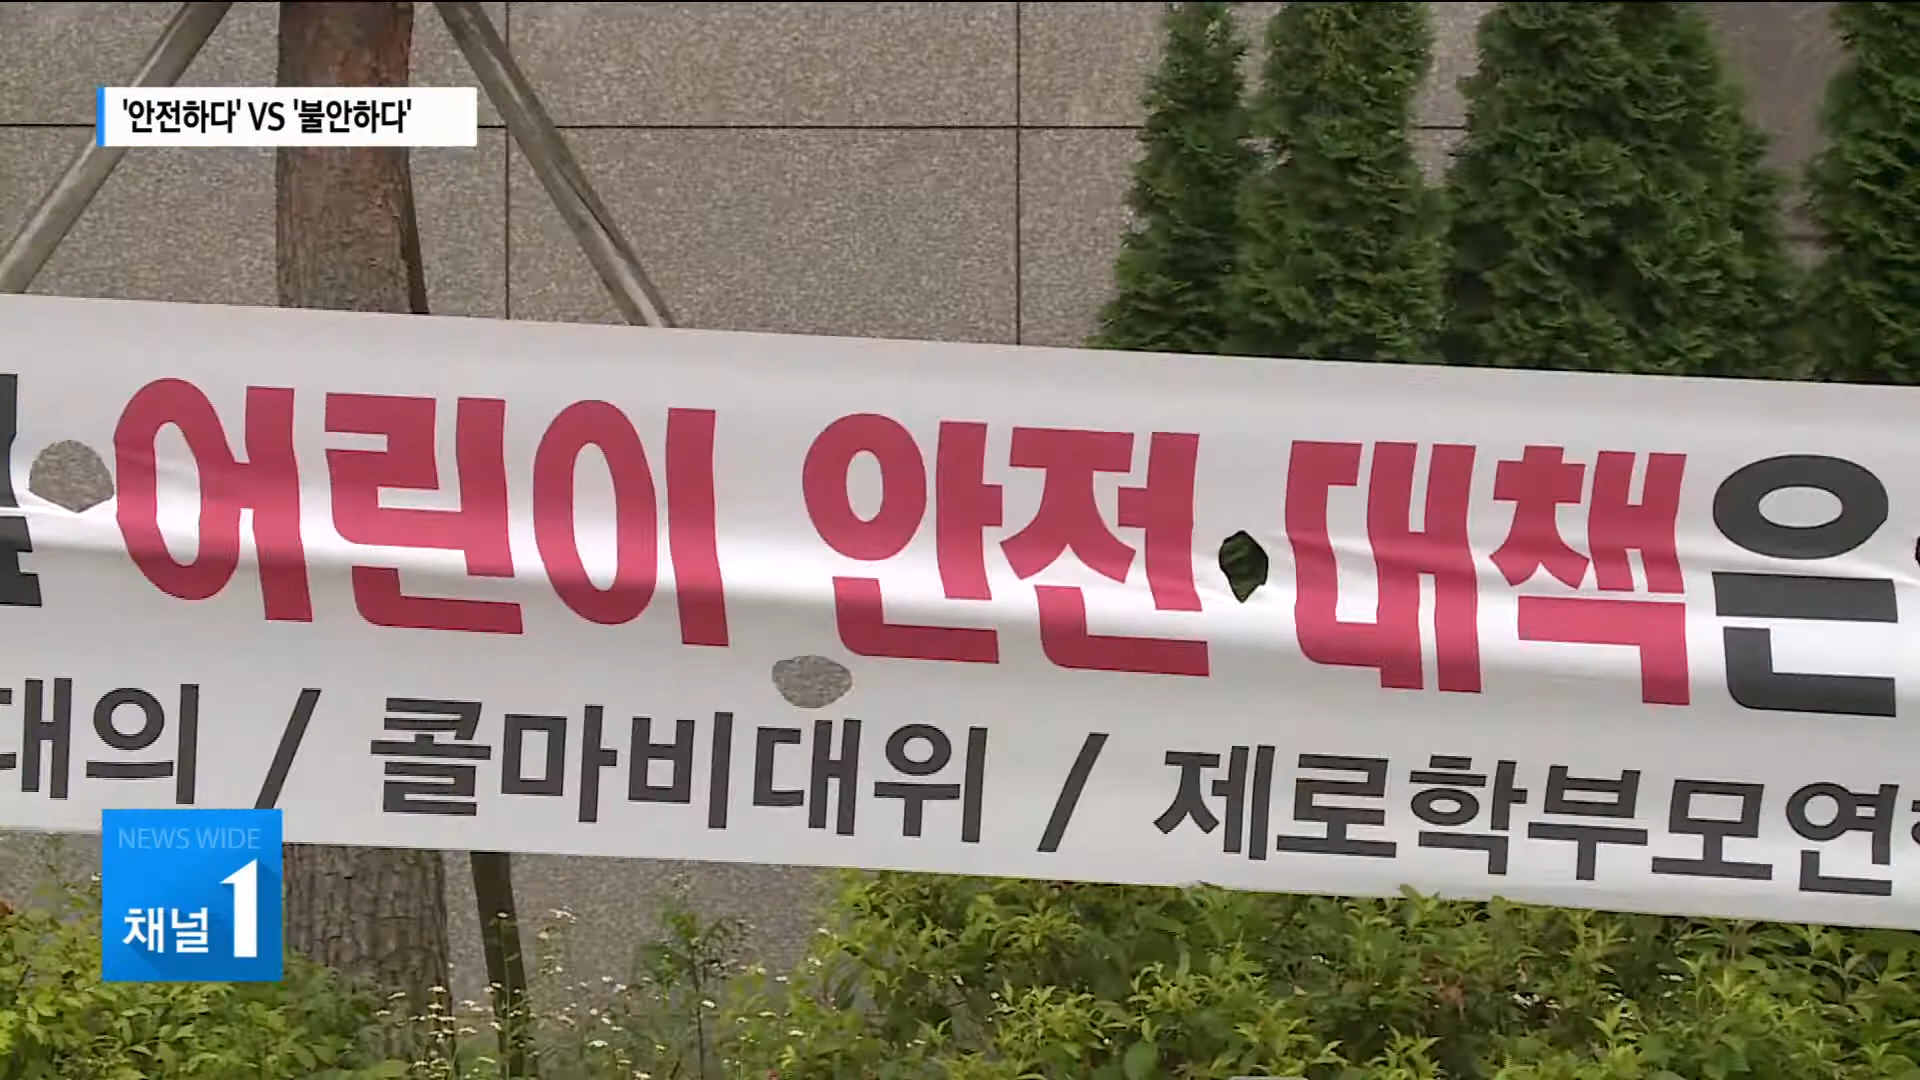 '안전하다' VS '불안하다'
어린이 안전·대책은
대의 / 콜마비대위 / 제로학부모연
NEWS WIDE
채널 1